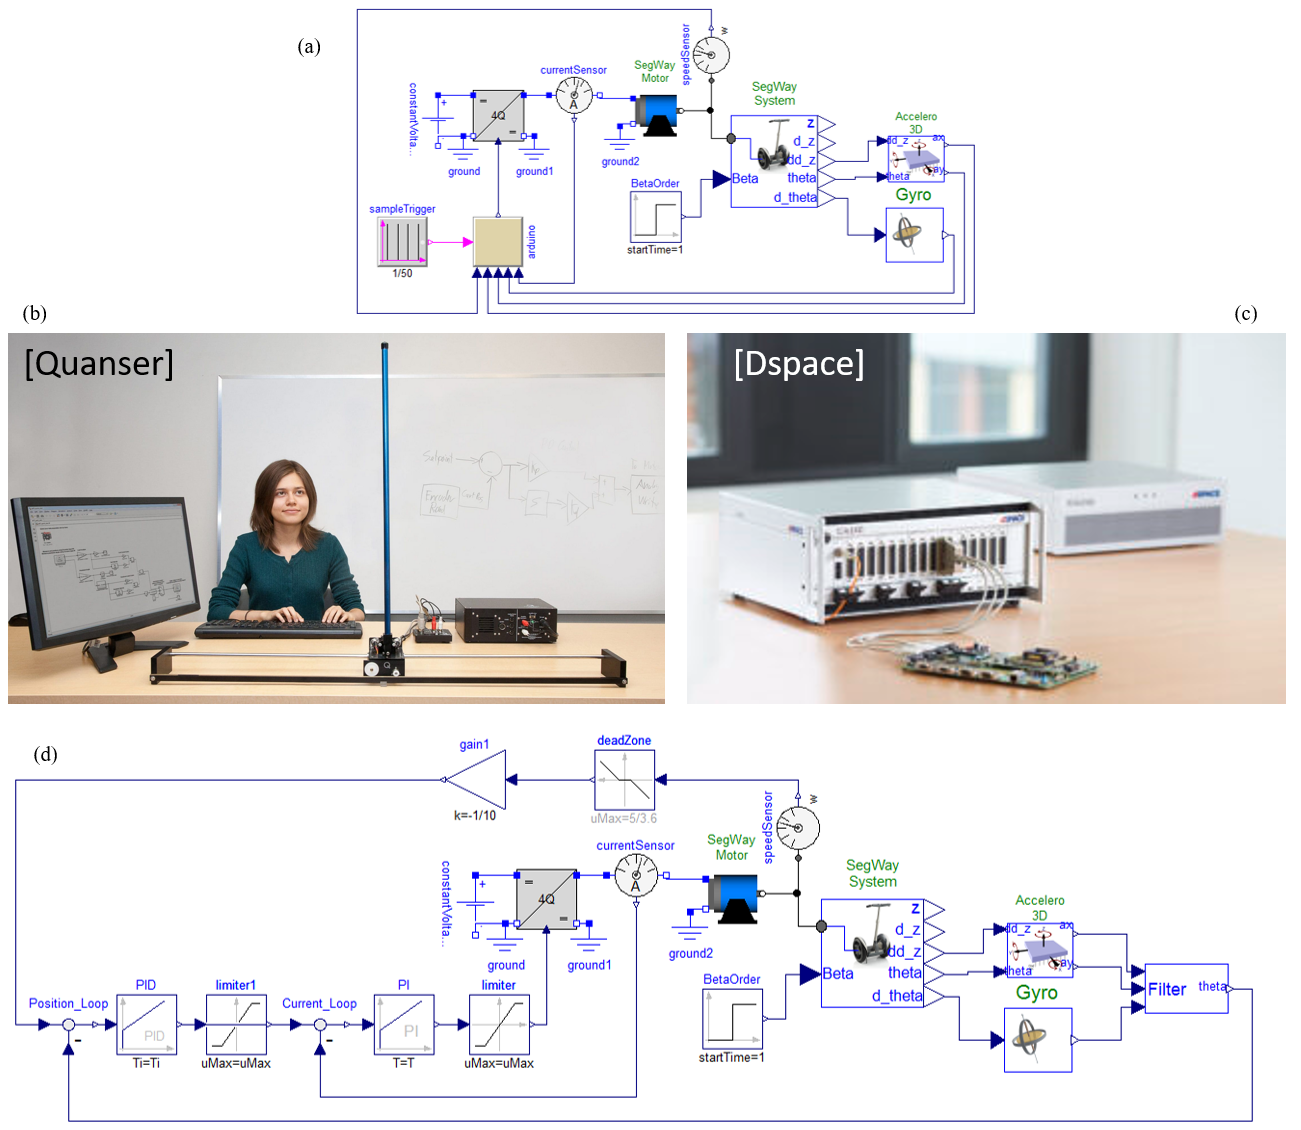 (a)
w
speedSensor
currentSensor
SegWay
Motor
SegWay
System
constantVolta...
+
-
=
4Q
=
A
ground
ground1
ground2
z
d_z
dd_z
theta
d_theta
Beta
Accelero
3D
dd_z
theta
ax
ay
Gyro
BetaOrder
startTime=1
sampleTrigger
1/50
arduino
(b)
(c)
[Quanser]
[Dspace]
Setpoint
(d)
gain1
k=-1/10
deadZone
uMax=5/3.6
w
speedSensor
currentSensor
SegWay
Motor
SegWay
System
constantVolta...
+
-
=
4Q
=
A
ground
ground1
ground2
z
d_z
dd_z
theta
d_theta
Beta
Accelero
3D
dd_z
theta
ax
ay
Gyro
BetaOrder
startTime=1
Filter
theta
Position_Loop
-
PID
PID
Ti=Ti
limiter1
uMax=uMax
Current_Loop
-
PI
PI
T=T
limiter
uMax=uMax